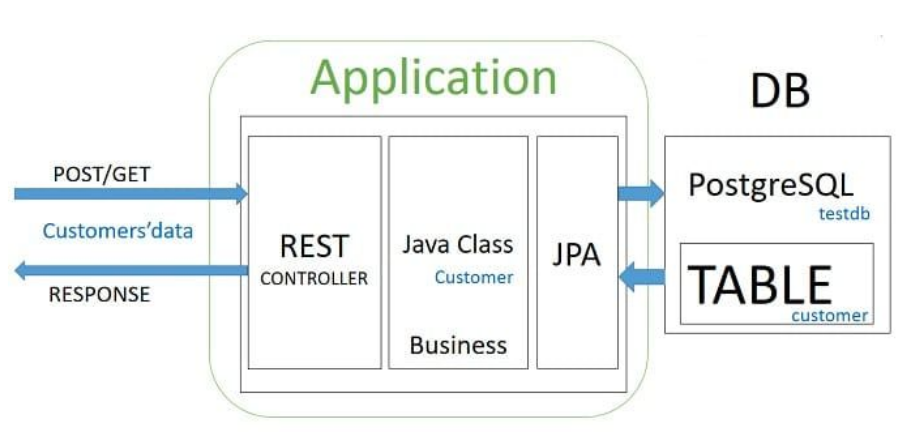 Application
DB
POST/GET
Customers'data
RESPONSE
REST
CONTROLLER
Java Class
Customer
Business
JPA
PostgreSQL
testdb
TABLE
customer